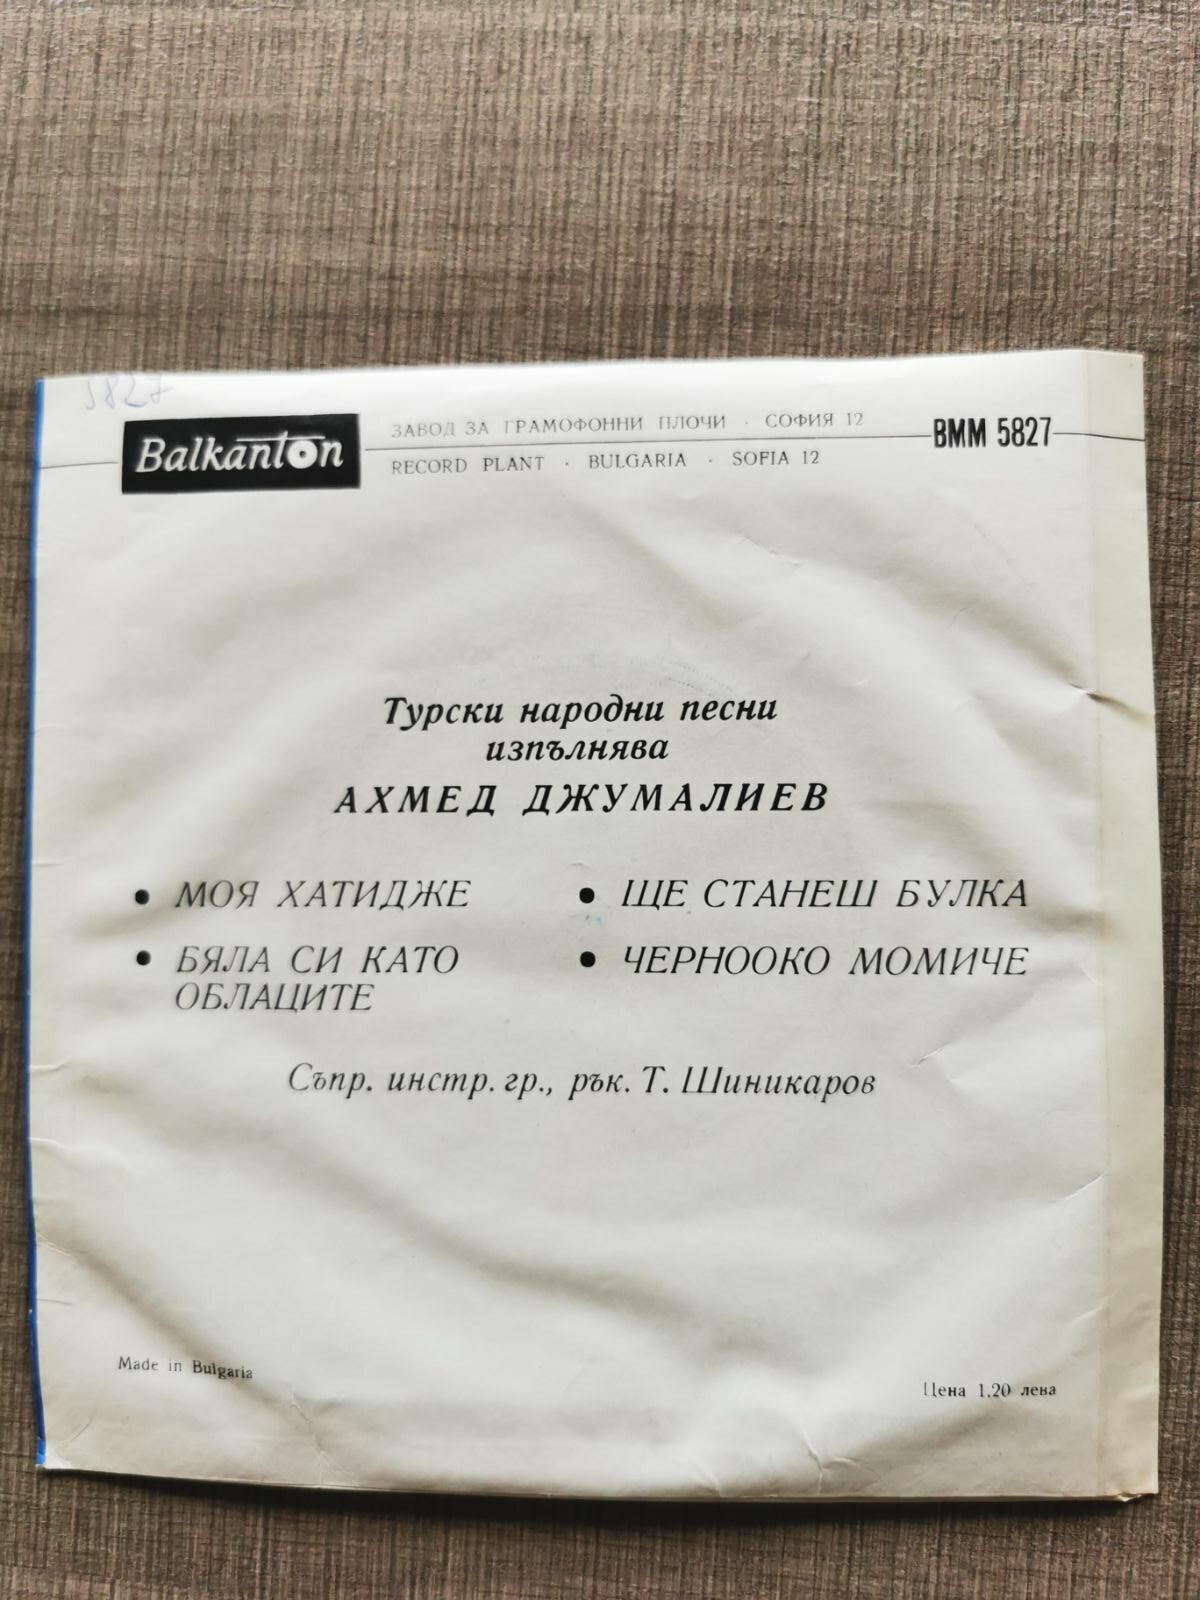 5827
Balkanton
ЗАВОД ЗА ГРАМОФОННИ ПЛОЧИ · СОФИЯ 12
RECORD PLANT · BULGARIA · SOFIA 12
ВММ 5827
Турски народни песни
изпълнява
АХМЕД ДЖУМАЛИЕВ
• МОЯ ХАТИДЖЕ
• БЯЛА СИ КАТО
ОБЛАЦИТЕ
• ЩЕ СТАНЕШ БУЛКА
• ЧЕРНООКО МОМИЧЕ
Съпр. инстр. гр., рък. Т. Шиникаров
Made in Bulgaria
Цена 1.20 лева